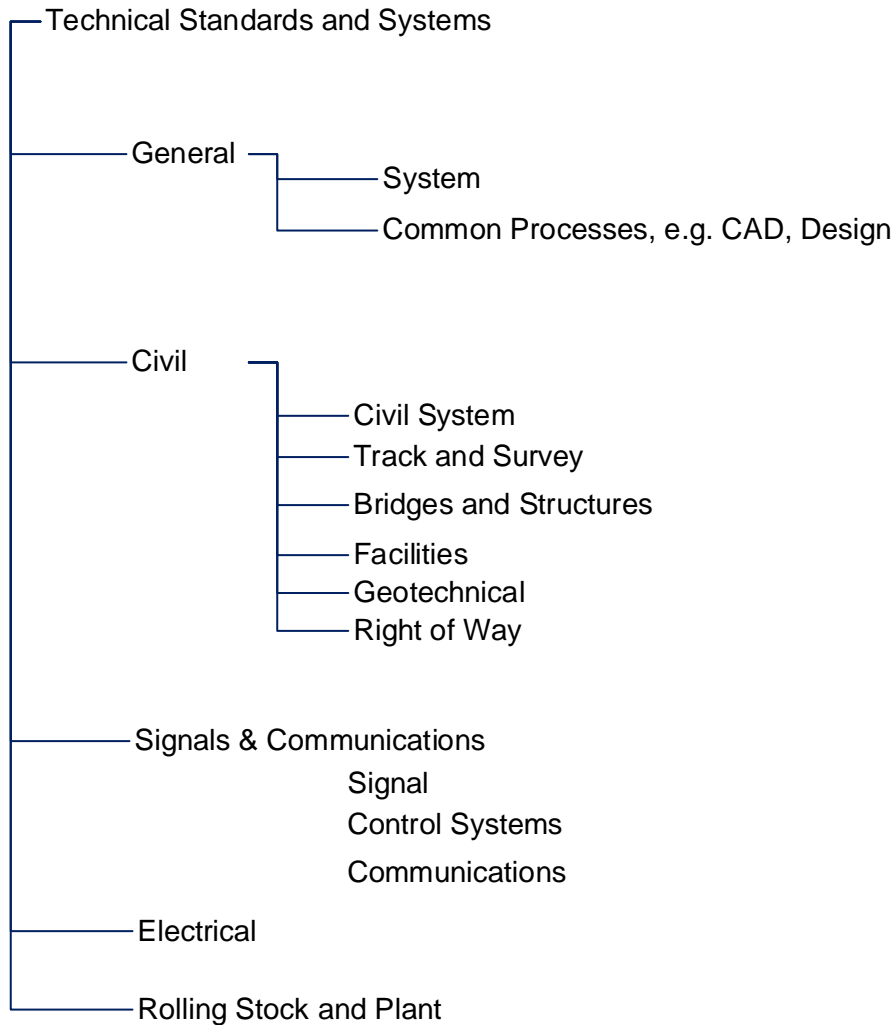 Technical Standards and Systems
General
System
Common Processes, e.g. CAD, Design
Civil
Civil System
Track and Survey
Bridges and Structures
Facilities
Geotechnical
Right of Way
Signals & Communications
Signal
Control Systems
Communications
Electrical
Rolling Stock and Plant